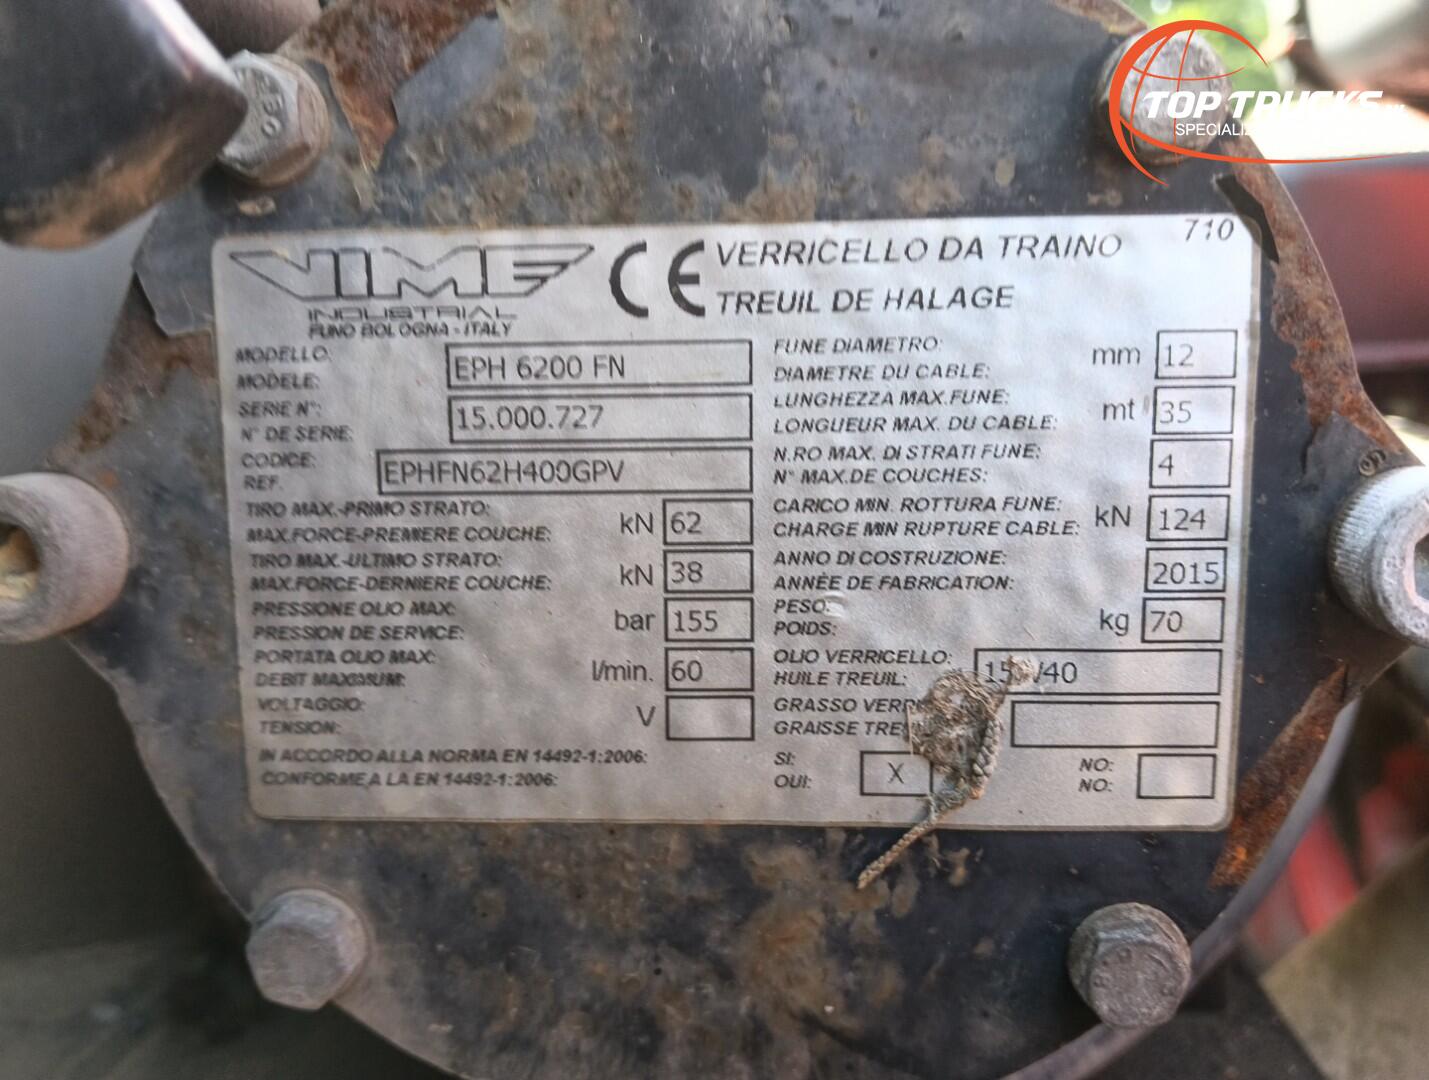 TOP TRUCKS
710
VIME
INDUSTRIAL
FUNO BOLOGNA - ITALY
CE
VERRICELLO DA TRAINO
TREUIL DE HALAGE
MODELLO:
MODELE:
EPH 6200 FN
SERIE N°:
N° DE SERIE:
15.000.727
CODICE:
REF.
EPHFN62H400GPV
TIRO MAX.-PRIMO STRATO:
MAX.FORCE-PREMIERE COUCHE:
kN 62
TIRO MAX.-ULTIMO STRATO:
MAX.FORCE-DERNIERE COUCHE:
kN 38
PRESSIONE OLIO MAX:
PRESSION DE SERVICE:
bar 155
PORTATA OLIO MAX:
DEBIT MAXIMUM:
l/min. 60
VOLTAGGIO:
TENSION:
V
FUNE DIAMETRO:
DIAMETRE DU CABLE:
mm 12
LUNGHEZZA MAX.FUNE:
LONGUEUR MAX. DU CABLE:
mt 35
N.RO MAX. DI STRATI FUNE:
N° MAX.DE COUCHES:
4
CARICO MIN. ROTTURA FUNE:
CHARGE MIN RUPTURE CABLE:
kN 124
ANNO DI COSTRUZIONE:
ANNÈE DE FABRICATION:
2015
PESO:
POIDS:
kg 70
OLIO VERRICELLO:
HUILE TREUIL:
/40
GRASSO
GRAISSE
IN ACCORDO ALLA NORMA EN 14492-1:2006:
CONFORME A LA EN 14492-1:2006:
SI:
OUI:
X
NO:
NO: